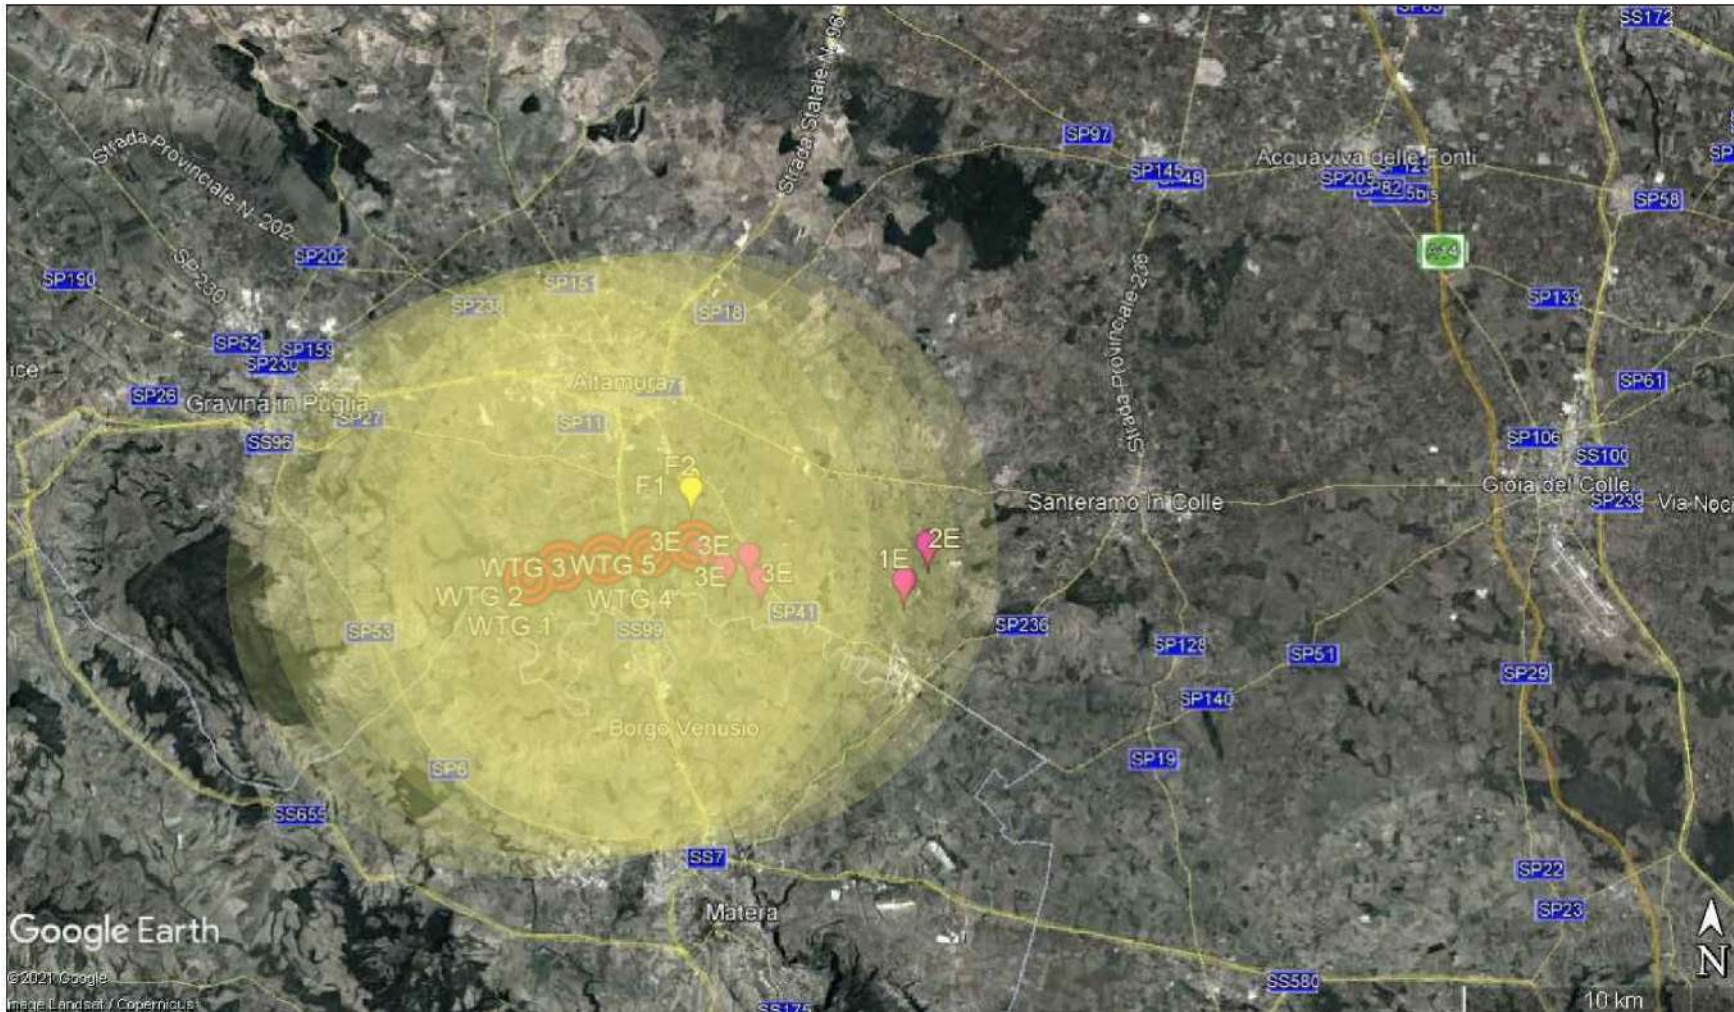 SP83
SS172
Strada Statale N. 96
SP97
Strada Provinciale N. 202
SP145
SP48
Acquaviva delle Fonti
SP205
SP82
SP58
SP202
SP230
SP190
SP151
SP238
SP18
SP139
Strada Provinciale 236
SP52
SP159
SP230
SP26
Gravina in Puglia
SP27
SS96
Altamura
SP11
SP61
SP106
SS100
Gioia del Colle
SP239
Via Noci
F2
F1
Santeramo in Colle
3E
3E
2E
1E
WTG 3
WTG 5
3E
3E
WTG 2
WTG 4
WTG 1
SP41
SP53
SS99
SP236
SP128
SP51
SP29
SP140
Borgo Venusio
SP6
SP19
SS655
SS7
SP22
Matera
SP23
Google Earth
N
© 2021 Google
SS580
10 km
Image Landsat / Copernicus
SS175